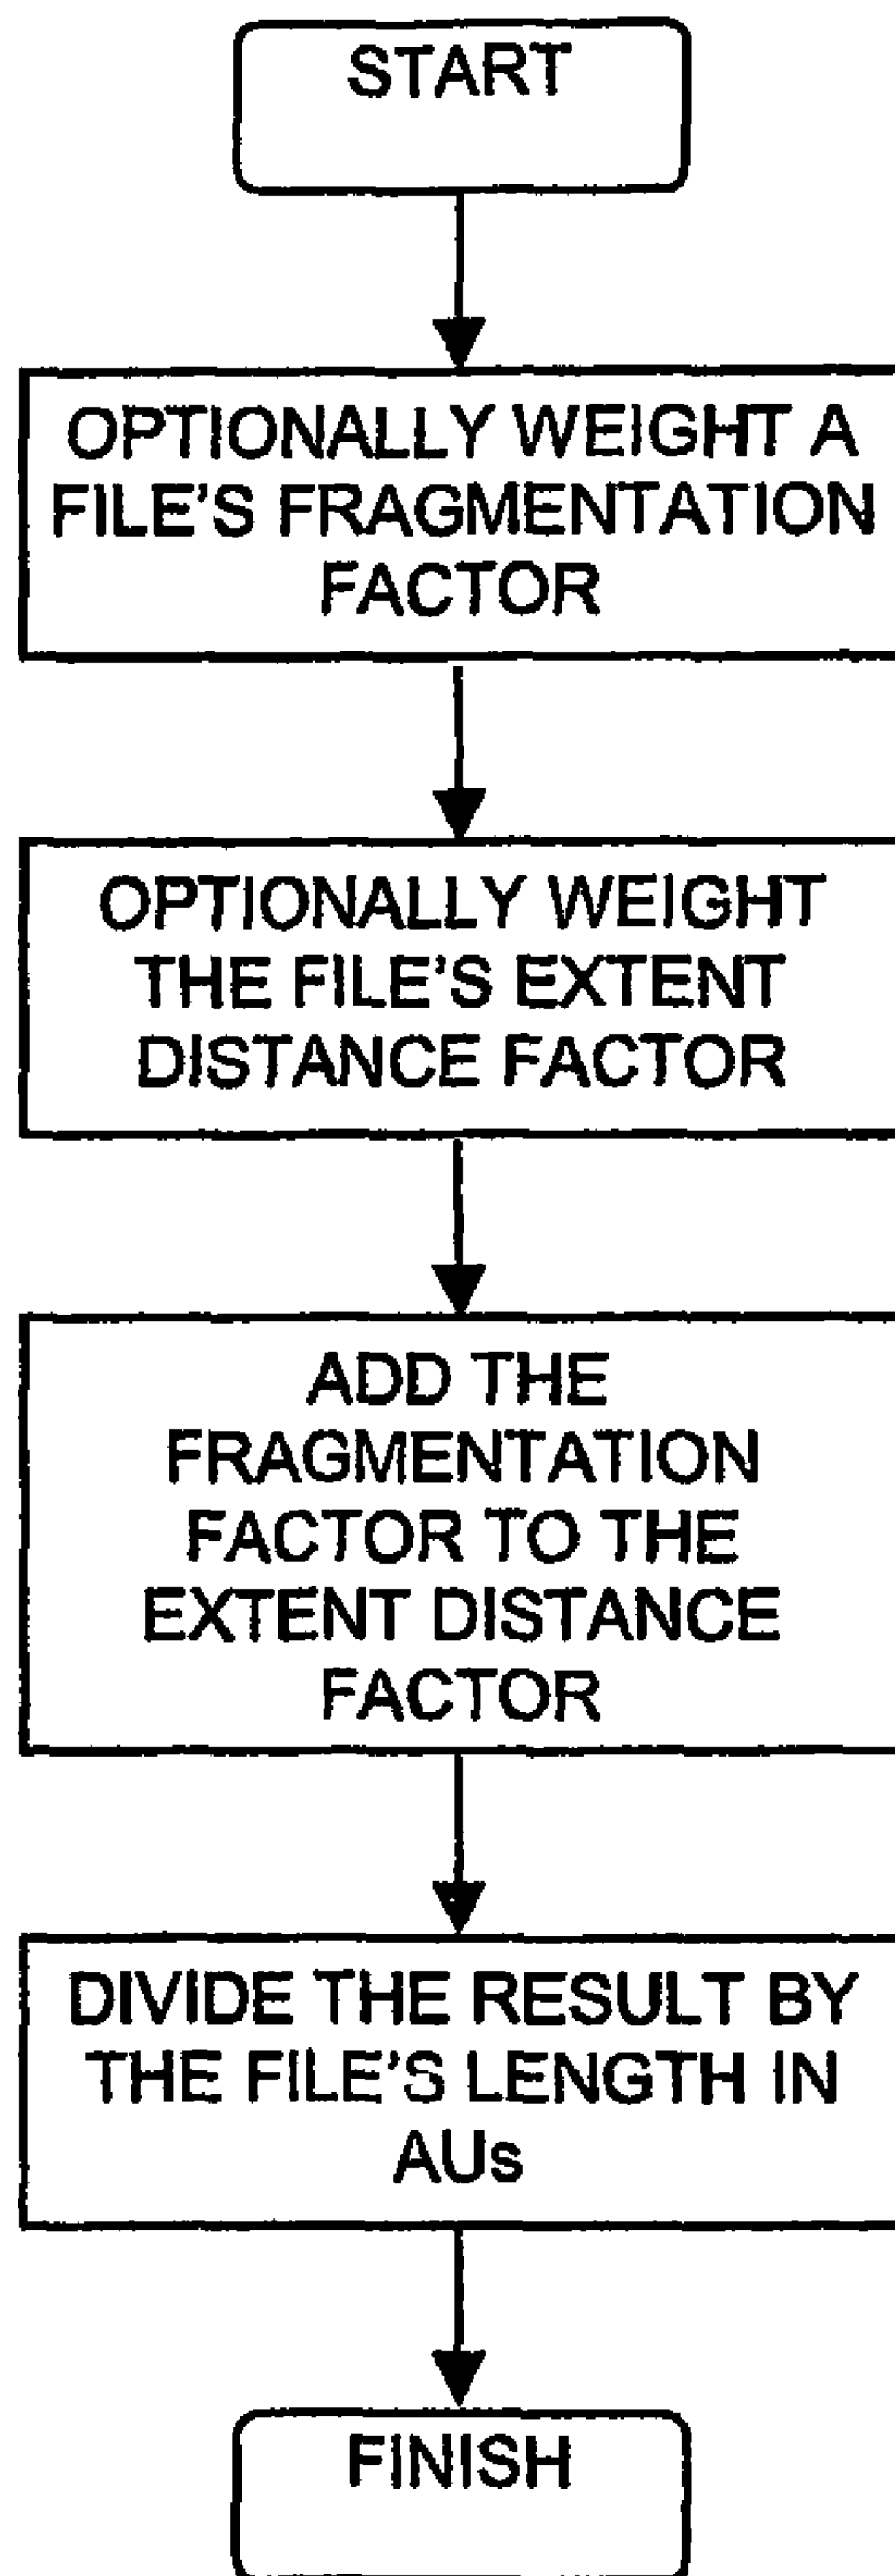 START
OPTIONALLY WEIGHT A
FILE'S FRAGMENTATION
FACTOR
OPTIONALLY WEIGHT
THE FILE'S EXTENT
DISTANCE FACTOR
ADD THE
FRAGMENTATION
FACTOR TO THE
EXTENT DISTANCE
FACTOR
DIVIDE THE RESULT BY
THE FILE'S LENGTH IN
AUs
FINISH